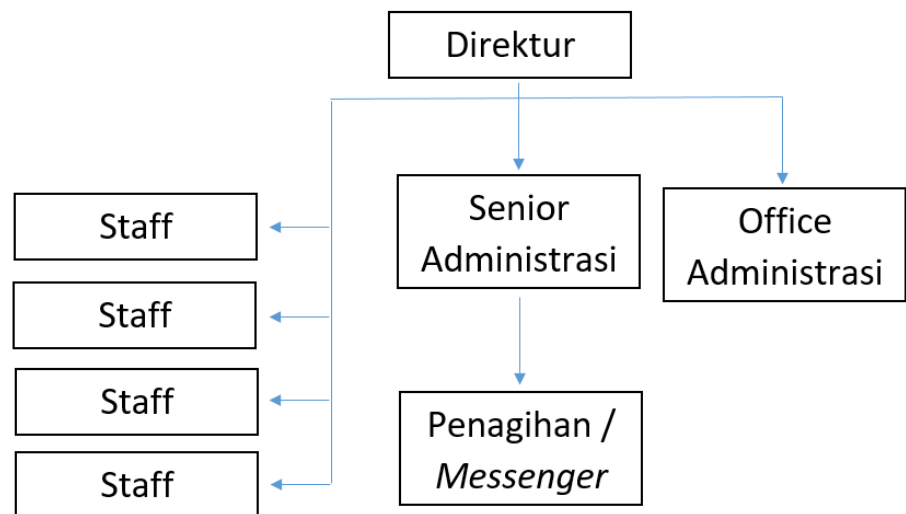 Direktur
Staff
Staff
Staff
Staff
Senior
Administrasi
Penagihan /
Messenger
Office
Administrasi